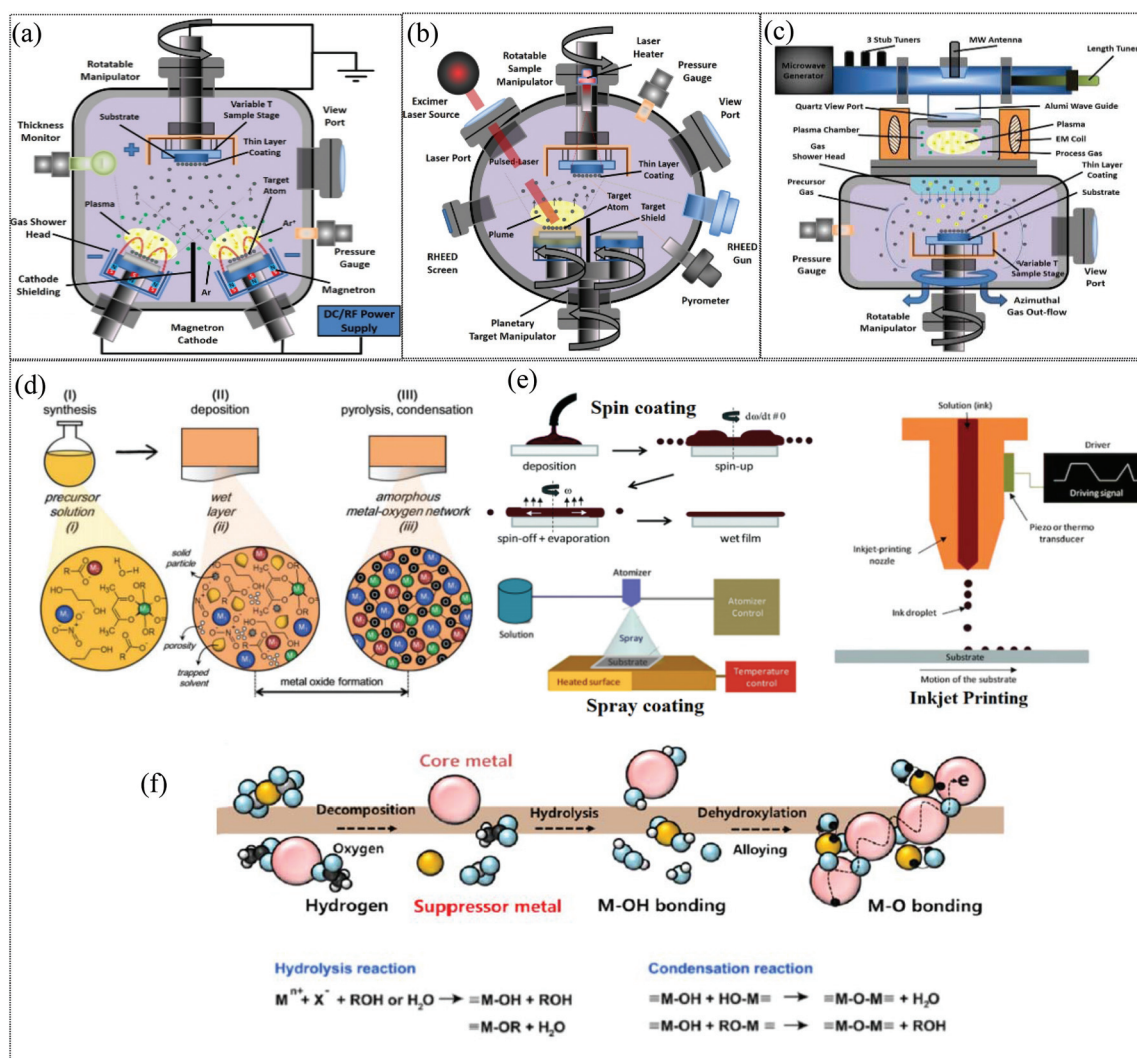 (a)
Rotatable
Manipulator
Substrate
Variable T
Sample Stage
View
Port
Thickness
Monitor
+
Thin Layer
Coating
Target
Atom
Plasma
Ar⁺
Gas Shower
Head
Pressure
Gauge
Cathode
Shielding
Ar
Magnetron
Magnetron
Cathode
DC/RF Power
Supply
(b)
Rotatable
Sample
Manipulator
Laser
Heater
Pressure
Gauge
Excimer
Laser Source
View
Port
Laser Port
Pulsed-Laser
Thin Layer
Coating
Target
Atom
Target
Shield
Plume
RHEED
Screen
RHEED
Gun
Pyrometer
Planetary
Target Manipulator
(c)
3 Stub Tuners
MW Antenna
Length Tuner
Microwave
Generator
Quartz View Port
Alumi Wave Guide
Plasma Chamber
Plasma
EM Coil
Gas
Shower Head
Process Gas
Thin Layer
Coating
Precursor
Gas
Substrate
Pressure
Gauge
Variable T
Sample Stage
View
Port
Rotatable
Manipulator
Azimuthal
Gas Out-flow
(d)
(I)
synthesis
(II)
deposition
(III)
pyrolysis, condensation
precursor
solution
(i)
wet
layer
(ii)
amorphous
metal-oxygen network
(iii)
solid
particle
porosity
trapped
solvent
metal oxide formation
(e)
Spin coating
dω/dt ≠ 0
deposition
spin-up
ω
spin-off + evaporation
wet film
Atomizer
Solution
Spray
Atomizer
Control
Substrate
Heated surface
Temperature
control
Spray coating
Solution (ink)
Driver
Driving signal
Piezo or thermo
transducer
Inkjet-printing
nozzle
Ink droplet
Substrate
Motion of the substrate
Inkjet Printing
(f)
Core metal
e
Decomposition
Hydrolysis
Dehydroxylation
Oxygen
Alloying
Hydrogen
Suppressor metal
M-OH bonding
M-O bonding
Hydrolysis reaction
Mⁿ⁺ + X⁻ + ROH or H₂O → ≡M-OH + ROH
≡M-OR + H₂O
Condensation reaction
≡M-OH + HO-M≡ → ≡M-O-M≡ + H₂O
≡M-OH + RO-M≡ → ≡M-O-M≡ + ROH